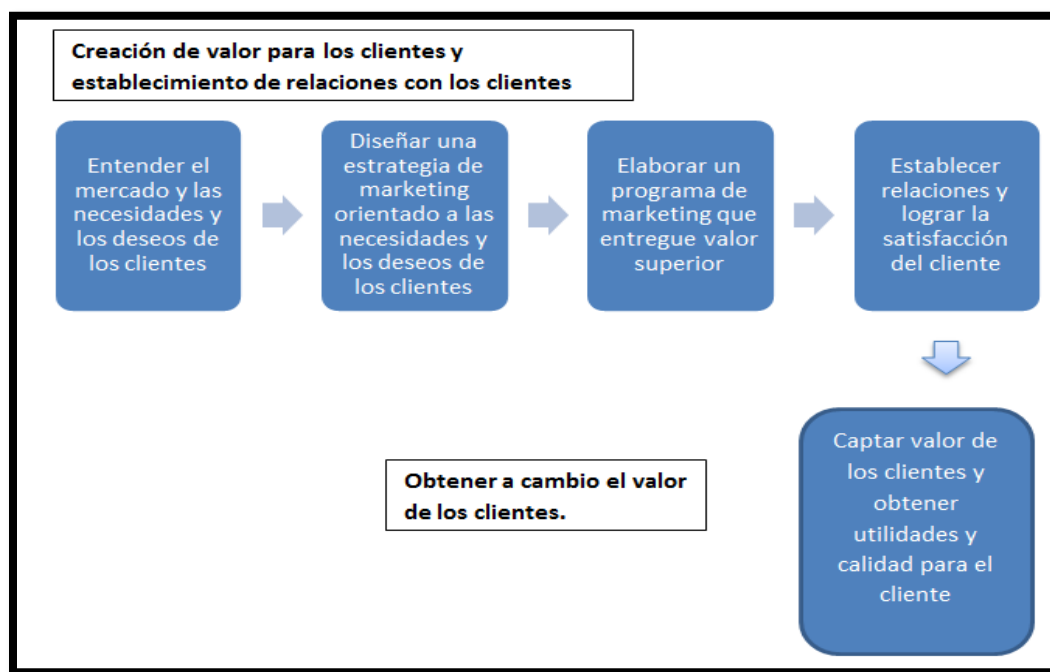 Creación de valor para los clientes y
establecimiento de relaciones con los clientes
Entender el
mercado y las
necesidades y
los deseos de
los clientes
Diseñar una
estrategia de
marketing
orientado a las
necesidades y
los deseos de
los clientes
Elaborar un
programa de
marketing que
entregue valor
superior
Establecer
relaciones y
lograr la
satisfacción
del cliente
Captar valor de
los clientes y
obtener
utilidades y
calidad para el
cliente
Obtener a cambio el valor
de los clientes.